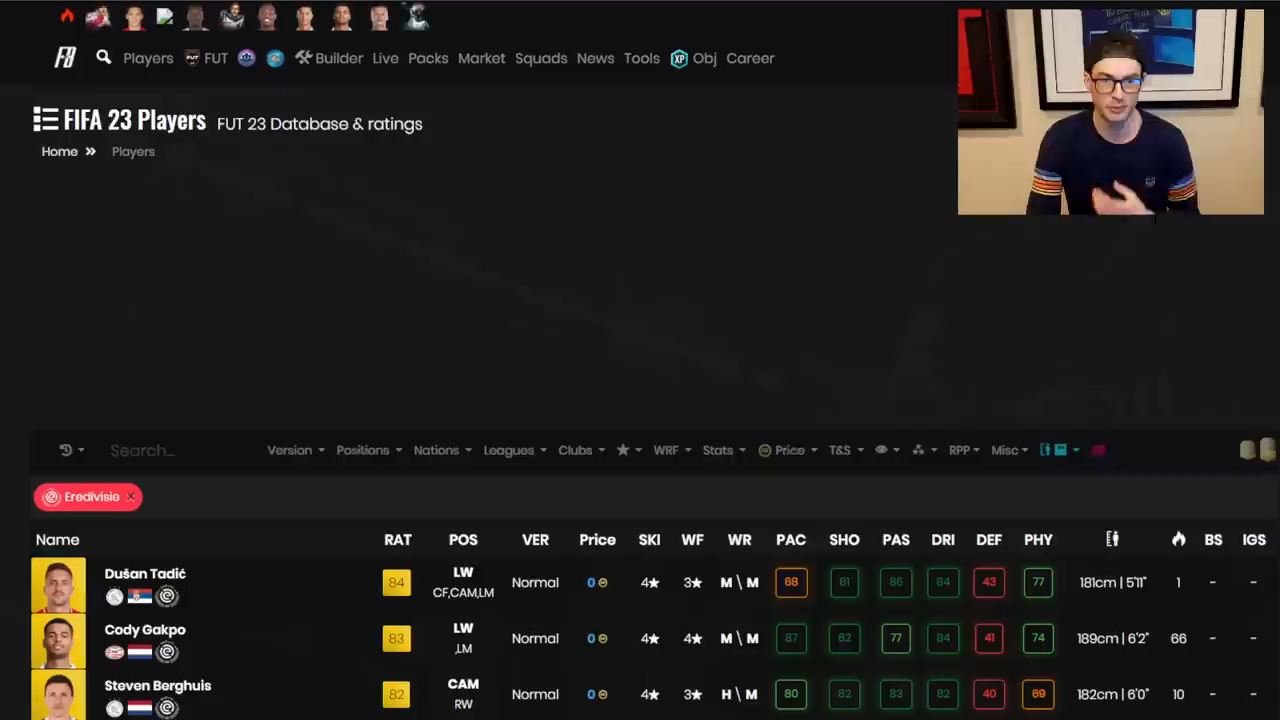 Players FUT Builder Live Packs Market Squads News Tools XP Obj Career
FIFA 23 Players FUT 23 Database & ratings
Home » Players
Search... Version Positions Nations Leagues Clubs WRF Stats Price T&S RPP Misc
Eredivisie x
Name RAT POS VER Price SKI WF WR PAC SHO PAS DRI DEF PHY BS IGS
Dušan Tadić 84 LW Normal 0 4★ 3★ M \ M 68 81 86 84 43 77 181cm | 5'11" 1 - -
CF,CAM,LM
Cody Gakpo 83 LW Normal 0 4★ 4★ M \ M 87 82 77 84 41 74 189cm | 6'2" 66 - -
,LM
Steven Berghuis 82 CAM Normal 0 4★ 3★ H \ M 80 82 83 82 40 69 182cm | 6'0" 10 - -
RW